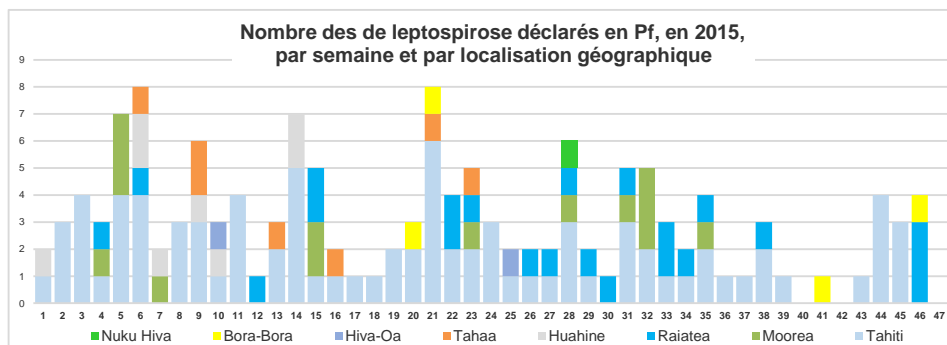 Nombre des de leptospirose déclarés en Pf, en 2015,
par semaine et par localisation géographique
9
8
7
6
5
4
3
2
1
0
1 2 3 4 5 6 7 8 9 10 11 12 13 14 15 16 17 18 19 20 21 22 23 24 25 26 27 28 29 30 31 32 33 34 35 36 37 38 39 40 41 42 43 44 45 46 47
Nuku Hiva Bora-Bora Hiva-Oa Tahaa Huahine Raiatea Moorea Tahiti